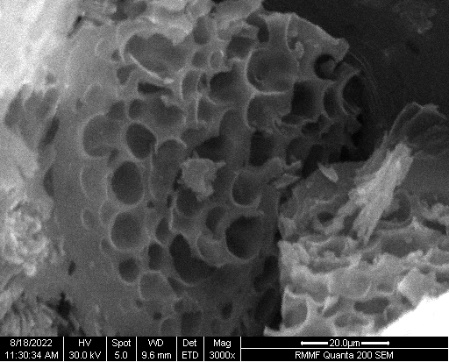 8/18/2022 HV Spot WD Det Mag 20.0µm
11:30:34 AM 30.0 kV 5.0 9.6 mm ETD 3000x RMMF Quanta 200 SEM